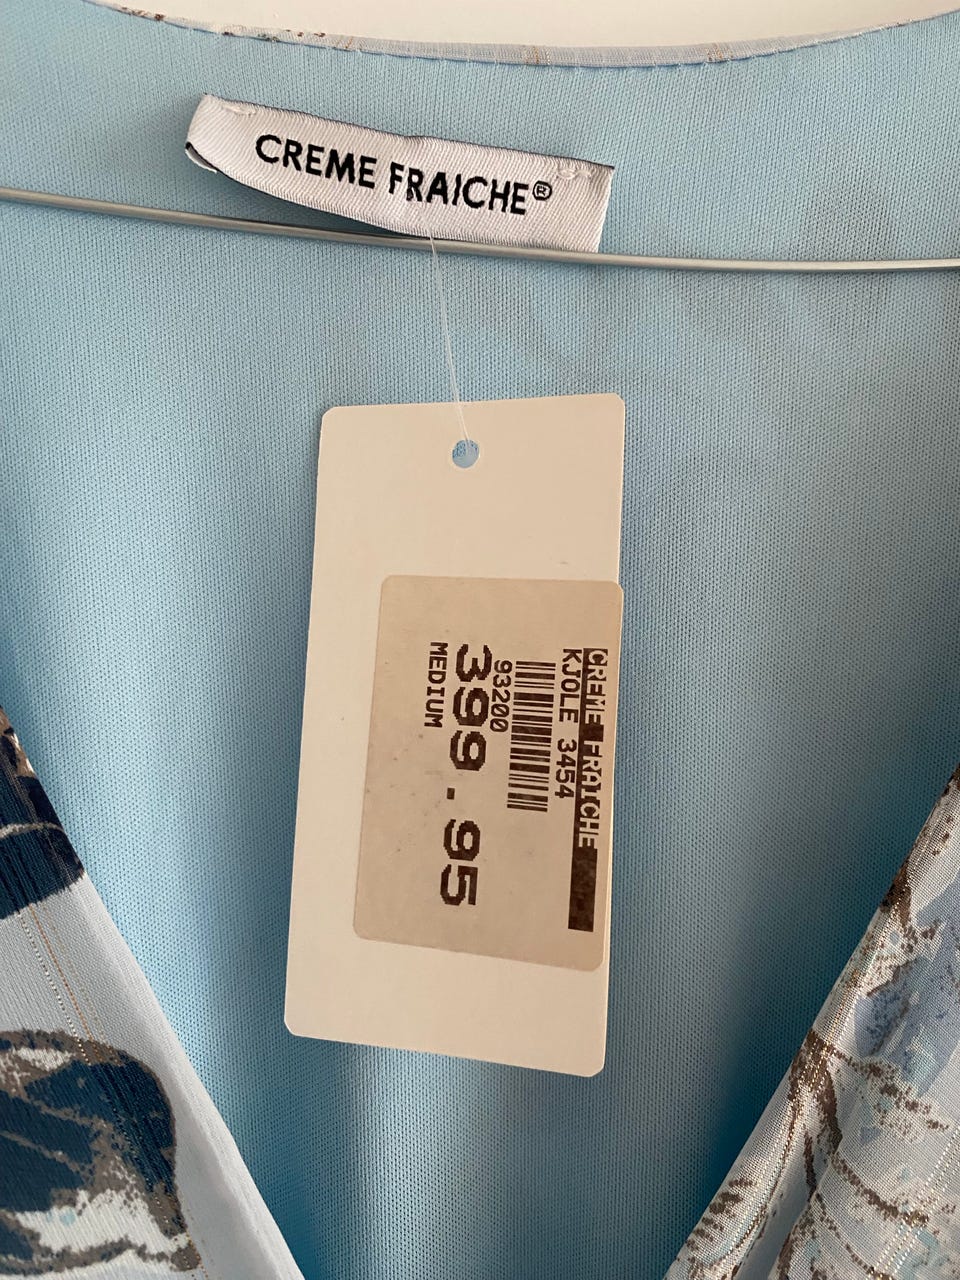 CREME FRAICHE®
CREME FRAICHE
KJOLE 3454
93200
399.95
MEDIUM